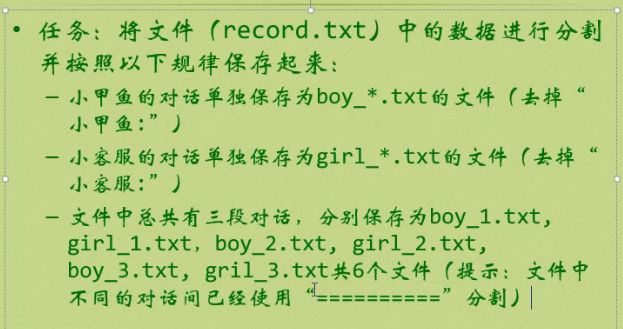 • 任务：将文件（record.txt）中的数据进行分割
并按照以下规律保存起来：
– 小甲鱼的对话单独保存为boy_*.txt的文件（去掉“
小甲鱼:”）
– 小客服的对话单独保存为girl_*.txt的文件（去掉“
小客服:”）
– 文件中总共有三段对话，分别保存为boy_1.txt,
girl_1.txt，boy_2.txt, girl_2.txt,
boy_3.txt, gril_3.txt共6个文件（提示：文件中
不同的对话间已经使用“==========”分割）